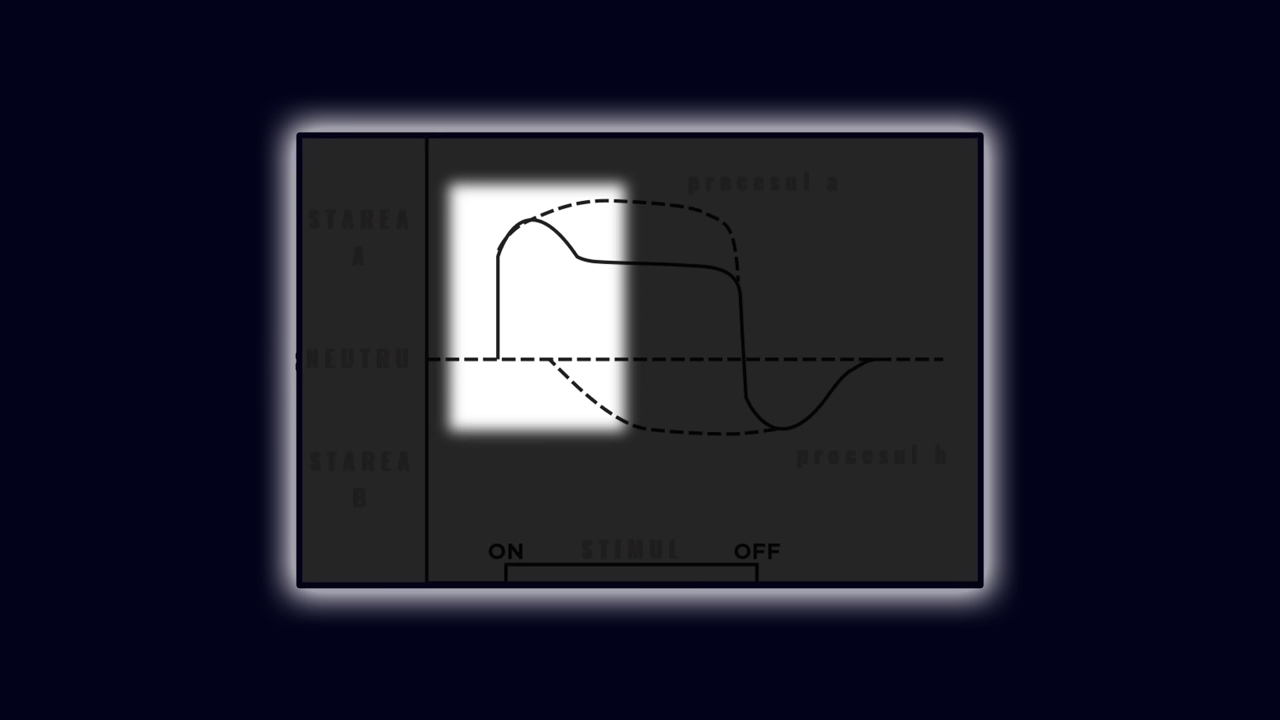 procesul a
STAREA
A
NEUTRU
procesul b
STAREA
B
ON STIMUL OFF